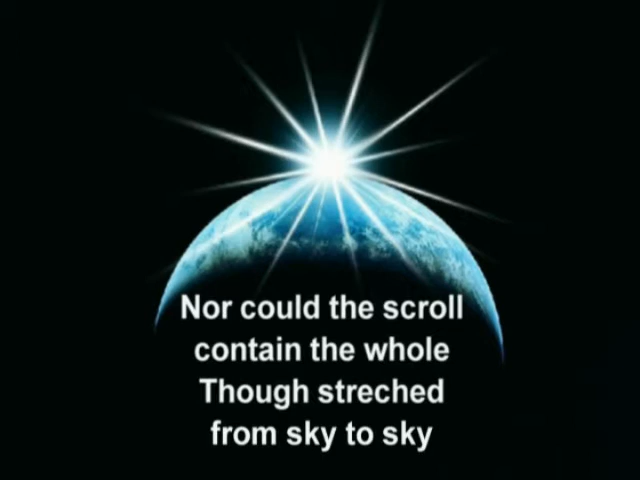 Nor could the scroll
contain the whole
Though streched
from sky to sky